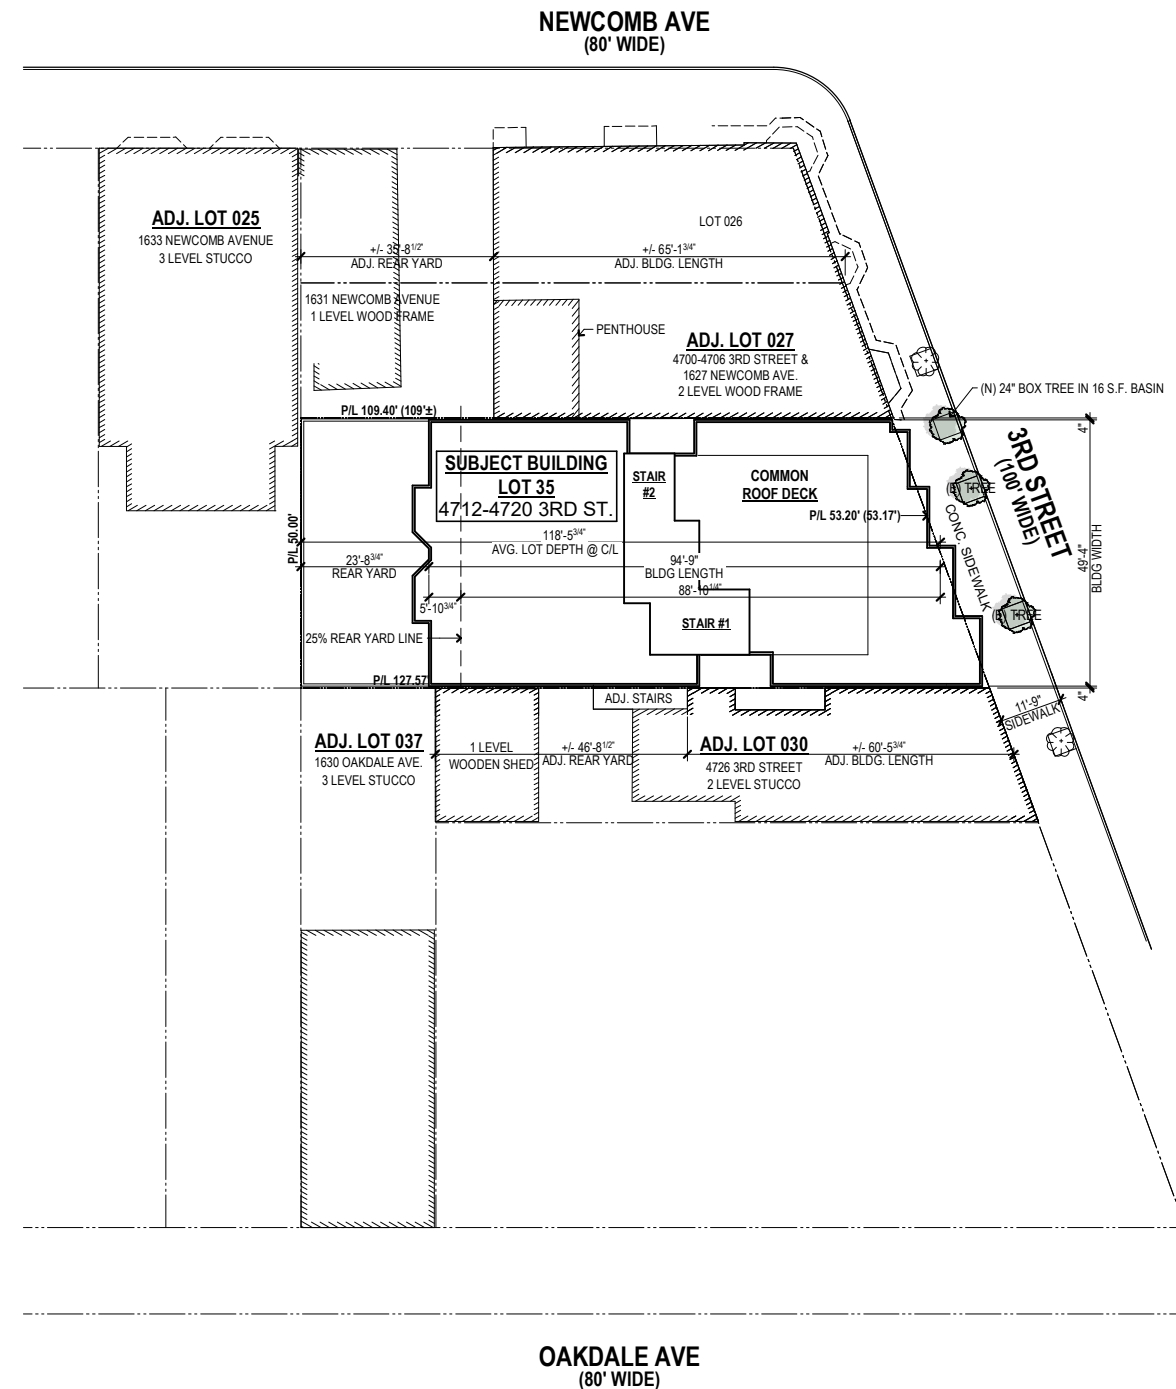 NEWCOMB AVE
(80' WIDE)
ADJ. LOT 025
1633 NEWCOMB AVENUE
3 LEVEL STUCCO
LOT 026
+/- 35'-8 1/2"
ADJ. REAR YARD
+/- 65'-1 3/4"
ADJ. BLDG. LENGTH
1631 NEWCOMB AVENUE
1 LEVEL WOOD FRAME
PENTHOUSE
ADJ. LOT 027
4700-4706 3RD STREET &
1627 NEWCOMB AVE.
2 LEVEL WOOD FRAME
(N) 24" BOX TREE IN 16 S.F. BASIN
P/L 109.40' (109'±)
4"
3RD STREET
(100' WIDE)
SUBJECT BUILDING
LOT 35
4712-4720 3RD ST.
STAIR
#2
COMMON
ROOF DECK
(E) TREE
P/L 53.20' (53.17')
CONC. SIDEWALK
P/L 50.00'
118'-5 3/4"
AVG. LOT DEPTH @ C/L
23'-8 3/4"
REAR YARD
94'-9"
BLDG LENGTH
88'-10 1/4"
49'-4"
BLDG WIDTH
5'-10 3/4"
STAIR #1
(E) TREE
25% REAR YARD LINE
P/L 127.57'
4"
ADJ. STAIRS
11'-9"
SIDEWALK
ADJ. LOT 037
1630 OAKDALE AVE.
3 LEVEL STUCCO
1 LEVEL
WOODEN SHED
+/- 46'-8 1/2"
ADJ. REAR YARD
ADJ. LOT 030
4726 3RD STREET
2 LEVEL STUCCO
+/- 60'-5 3/4"
ADJ. BLDG. LENGTH
OAKDALE AVE
(80' WIDE)